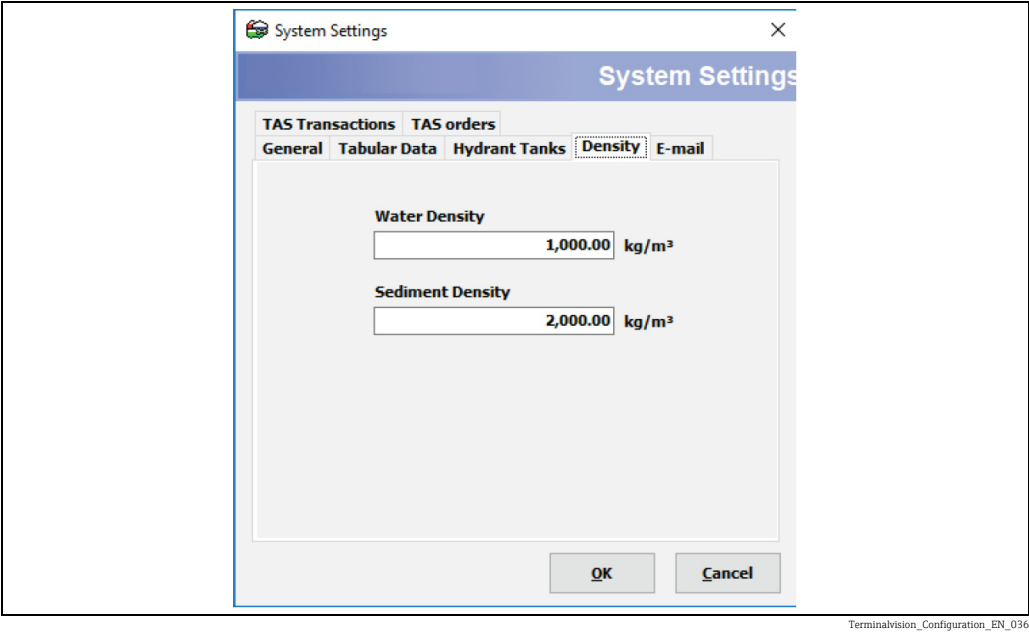 System Settings
System Settings
TAS Transactions TAS orders
General Tabular Data Hydrant Tanks Density E-mail
Water Density
1,000.00 kg/m³
Sediment Density
2,000.00 kg/m³
OK Cancel
Terminalvision_Configuration_EN_036